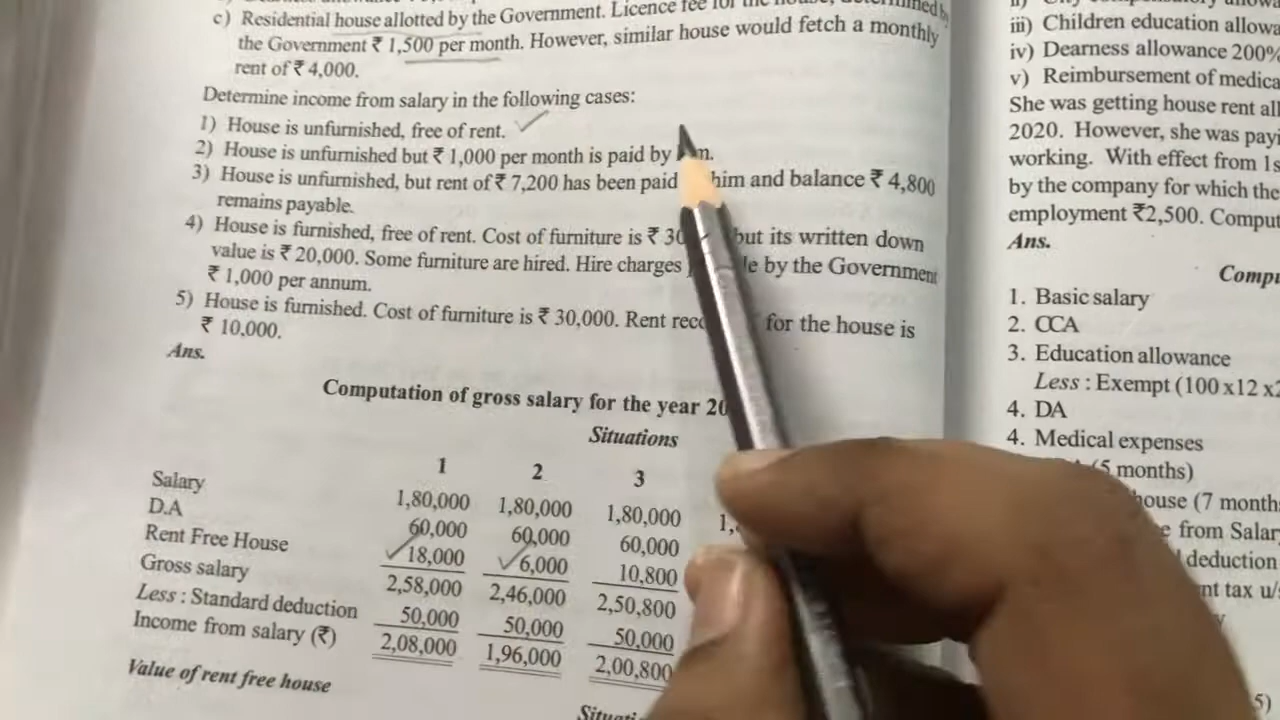 c) Residential house allotted by the Government. Licence fee for the house, determined by
the Government ₹ 1,500 per month. However, similar house would fetch a monthly
rent of ₹ 4,000.
Determine income from salary in the following cases:
1) House is unfurnished, free of rent.
2) House is unfurnished but ₹ 1,000 per month is paid by
3) House is unfurnished, but rent of ₹ 7,200 has been paid him and balance ₹ 4,800
remains payable.
4) House is furnished, free of rent. Cost of furniture is ₹ 30 but its written down
value is ₹ 20,000. Some furniture are hired. Hire charges by the Government
₹ 1,000 per annum.
5) House is furnished. Cost of furniture is ₹ 30,000. Rent for the house is
₹ 10,000.
Ans.
Computation of gross salary for the year 20
Situations
1 2 3
Salary 1,80,000 1,80,000 1,80,000
D.A 60,000 60,000 60,000
Rent Free House 18,000 6,000 10,800
Gross salary 2,58,000 2,46,000 2,50,800
Less : Standard deduction 50,000 50,000 50,000
Income from salary (₹) 2,08,000 1,96,000 2,00,800
Value of rent free house
iii) Children education allowa
iv) Dearness allowance 200%
v) Reimbursement of medica
She was getting house rent all
2020. However, she was payi
working. With effect from 1s
by the company for which the
employment ₹2,500. Comput
Ans.
Compu
1. Basic salary
2. CCA
3. Education allowance
Less : Exempt (100 x12 x
4. DA
4. Medical expenses
(5 months)
house (7 month
from Salar
deduction
nt tax u/
5)